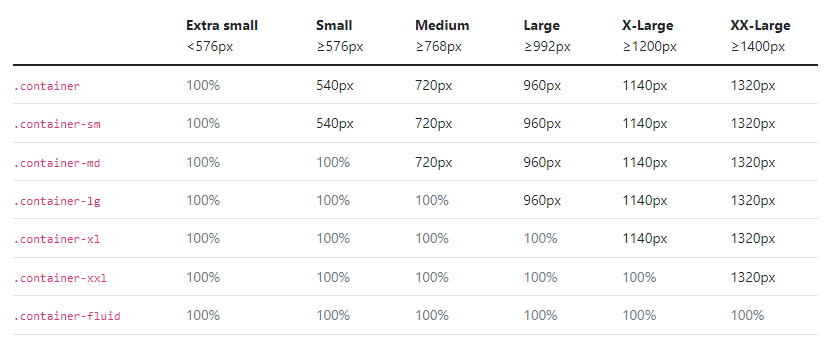 Extra small Small Medium Large X-Large XX-Large
<576px ≥576px ≥768px ≥992px ≥1200px ≥1400px
.container 100% 540px 720px 960px 1140px 1320px
.container-sm 100% 540px 720px 960px 1140px 1320px
.container-md 100% 100% 720px 960px 1140px 1320px
.container-lg 100% 100% 100% 960px 1140px 1320px
.container-xl 100% 100% 100% 100% 1140px 1320px
.container-xxl 100% 100% 100% 100% 100% 1320px
.container-fluid 100% 100% 100% 100% 100% 100%